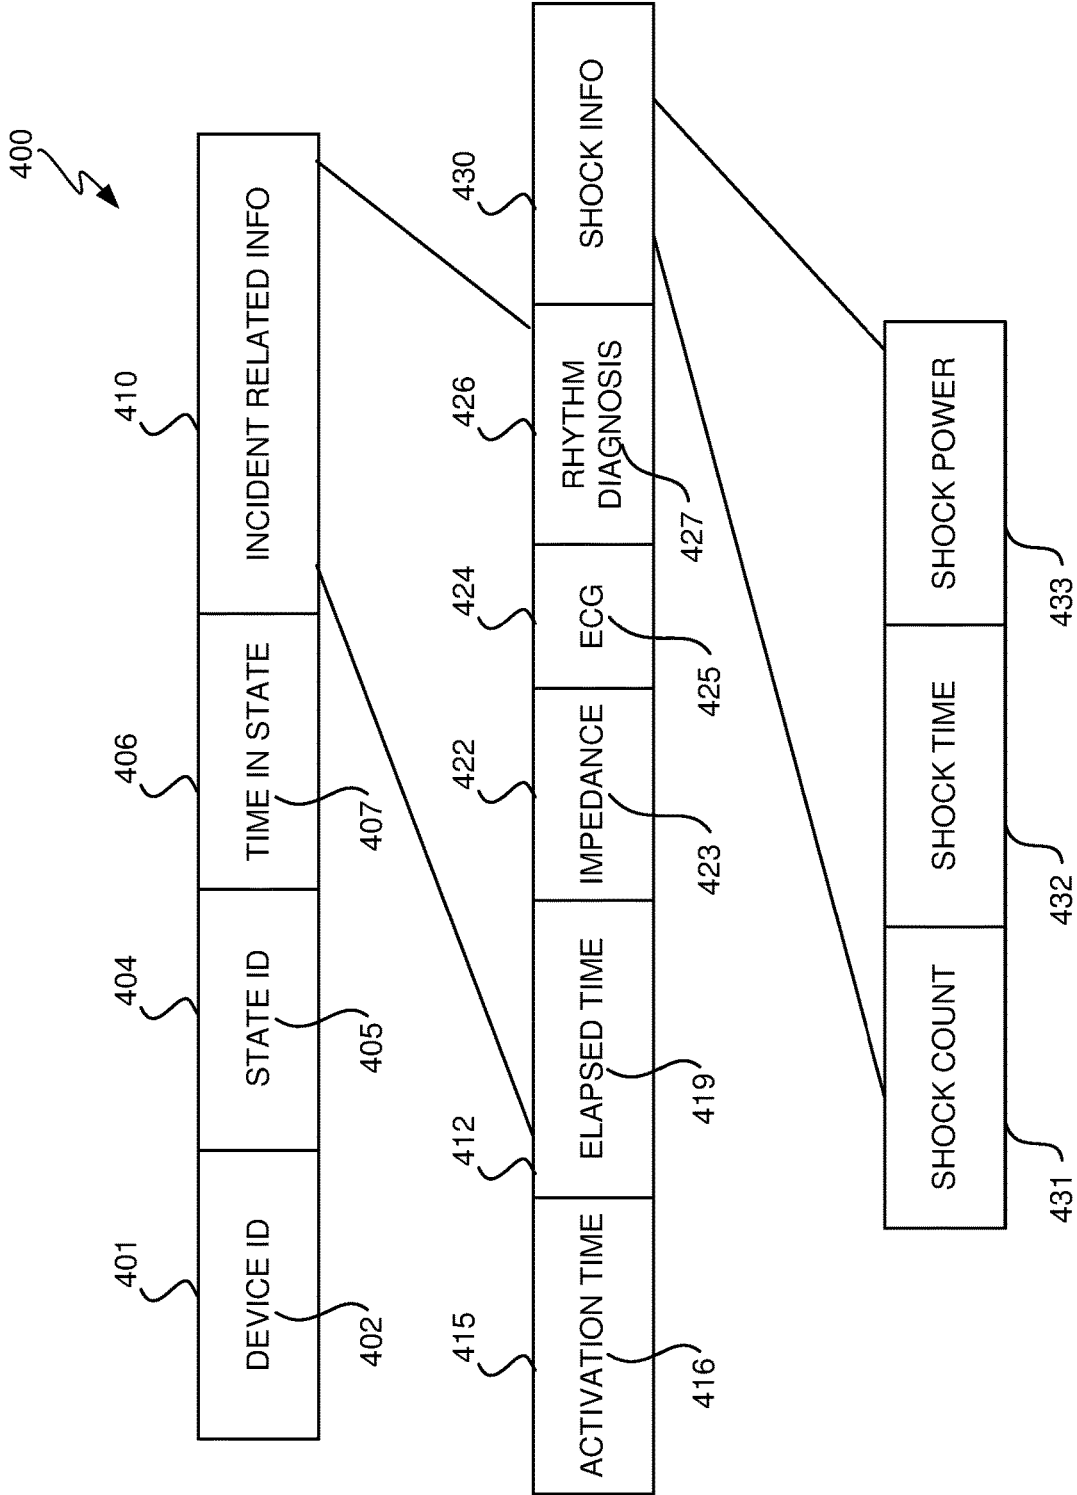 400
401
404
406
410
DEVICE ID
STATE ID
TIME IN STATE
INCIDENT RELATED INFO
402
405
407
415
412
422
424
426
430
ACTIVATION TIME
ELAPSED TIME
IMPEDANCE
ECG
RHYTHM
DIAGNOSIS
SHOCK INFO
416
419
423
425
427
SHOCK COUNT
SHOCK TIME
SHOCK POWER
431
432
433